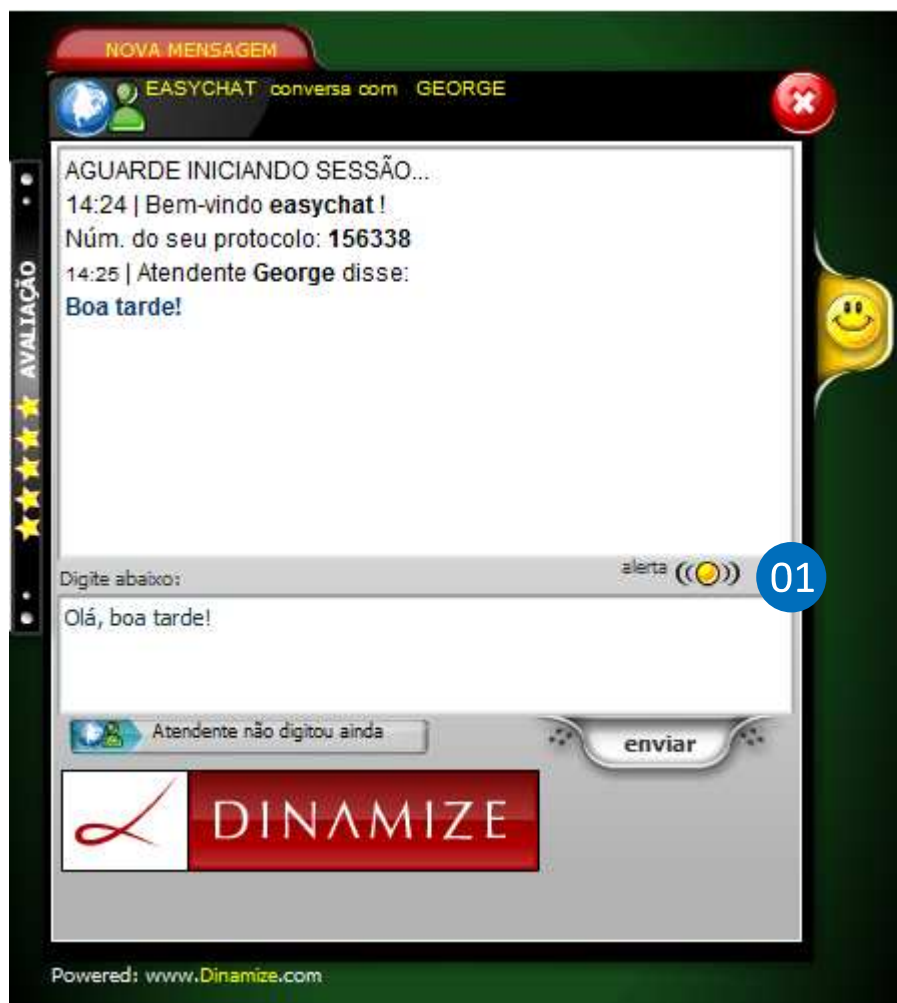 NOVA MENSAGEM
EASYCHAT conversa com GEORGE
AGUARDE INICIANDO SESSÃO...
14:24 | Bem-vindo easychat !
Núm. do seu protocolo: 156338
14:25 | Atendente George disse:
Boa tarde!
AVALIAÇÃO
Digite abaixo:
alerta
01
Olá, boa tarde!
Atendente não digitou ainda
enviar
DINAMIZE
Powered: www.Dinamize.com